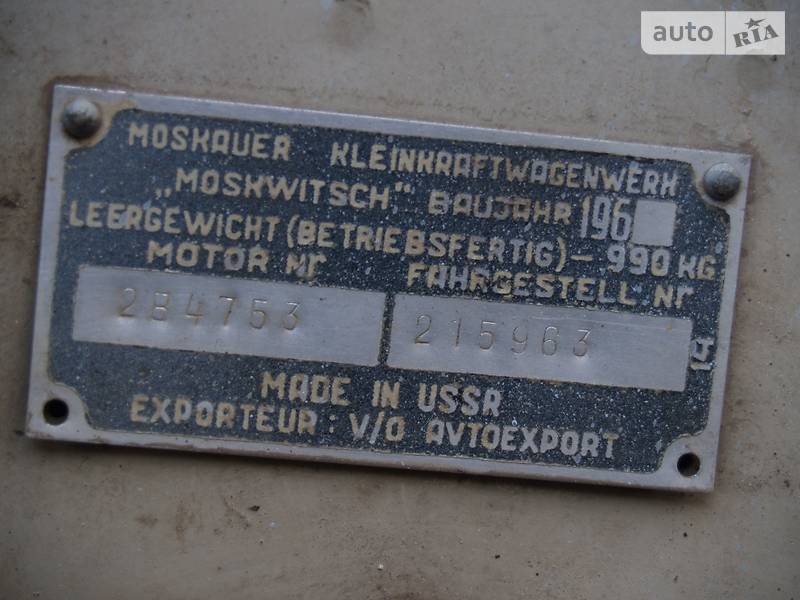 auto RIA
MOSKAUER KLEINKRAFTWAGENWERK
„MOSKWITSCH" BAUJAHR 196
LEERGEWICHT (BETRIEBSFERTIG) – 990 KG
MOTOR Nr FAHRGESTELL Nr
2B4753 215963
MADE IN USSR
EXPORTEUR: V/O AVTOEXPORT